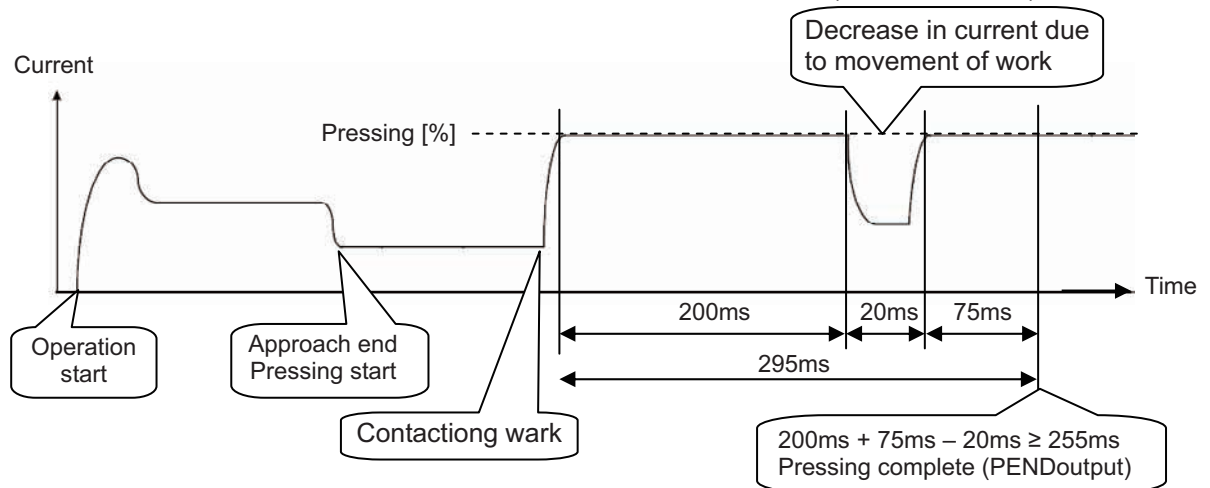 Decrease in current due
to movement of work
Current
Pressing [%]
Time
200ms
20ms
75ms
295ms
Operation
start
Approach end
Pressing start
Contactiong wark
200ms + 75ms – 20ms ≥ 255ms
Pressing complete (PENDoutput)